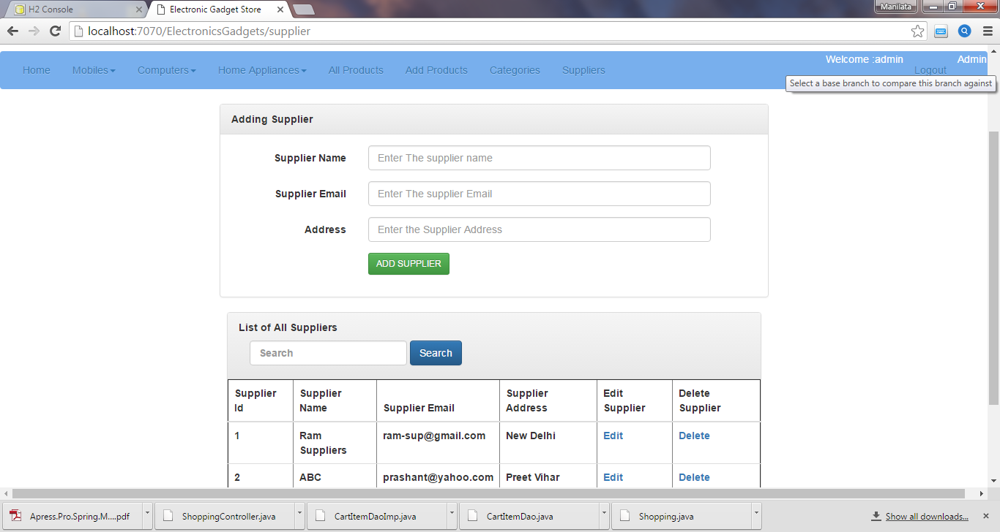 H2 Console
Electronic Gadget Store
Manilata
localhost:7070/ElectronicsGadgets/supplier
Welcome :admin Admin
Home Mobiles Computers Home Appliances All Products Add Products Categories Suppliers Logout
Select a base branch to compare this branch against
Adding Supplier
Supplier Name Enter The supplier name
Supplier Email Enter The supplier Email
Address Enter the Supplier Address
ADD SUPPLIER
List of All Suppliers
Search Search
Supplier Id Supplier Name Supplier Email Supplier Address Edit Supplier Delete Supplier
1 Ram Suppliers ram-sup@gmail.com New Delhi Edit Delete
2 ABC prashant@yahoo.com Preet Vihar Edit Delete
Apress.Pro.Spring.M....pdf ShoppingController.java CartItemDaoImp.java CartItemDao.java Shopping.java Show all downloads...